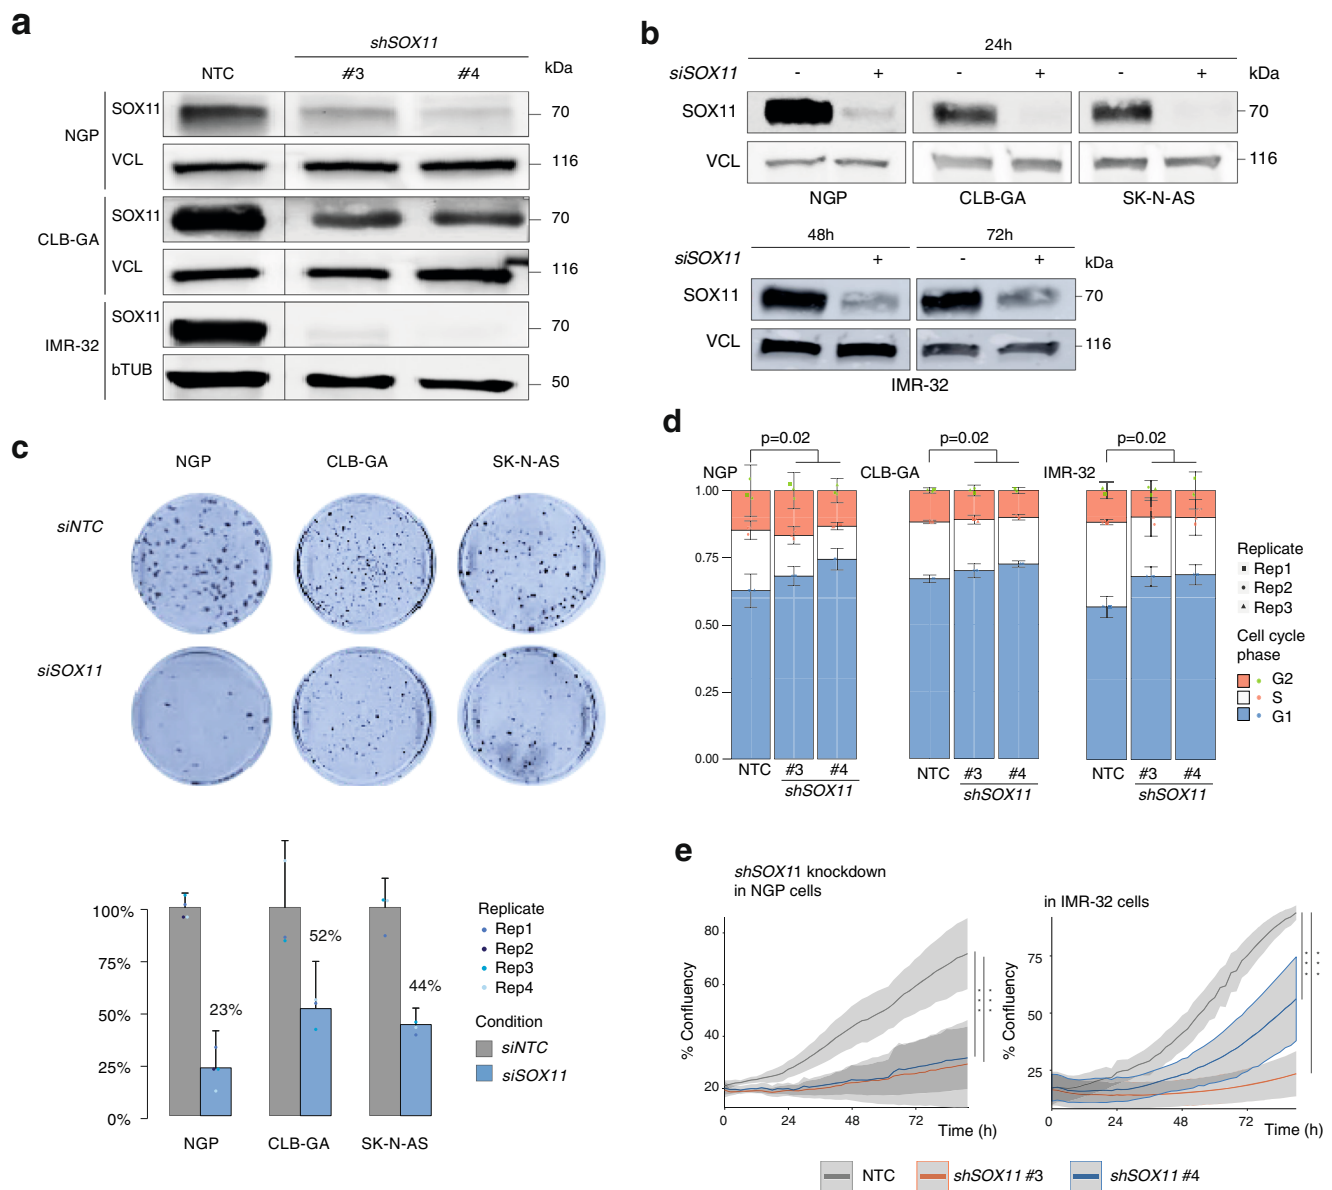 a
shSOX11
NTC #3 #4 kDa
NGP
SOX11 70
VCL 116
CLB-GA
SOX11 70
VCL 116
IMR-32
SOX11 70
bTUB 50
b
24h
siSOX11 - + - + - + kDa
SOX11 70
VCL 116
NGP CLB-GA SK-N-AS
48h 72h
siSOX11 - + - + kDa
SOX11 70
VCL 116
IMR-32
c
NGP CLB-GA SK-N-AS
siNTC
siSOX11
100%
75%
50%
25%
0%
23%
52%
44%
NGP CLB-GA SK-N-AS
Replicate
Rep1
Rep2
Rep3
Rep4
Condition
siNTC
siSOX11
d
p=0.02 p=0.02 p=0.02
NGP CLB-GA IMR-32
1.00
0.75
0.50
0.25
0.00
NTC #3 #4 NTC #3 #4 NTC #3 #4
shSOX11 shSOX11 shSOX11
Replicate
Rep1
Rep2
Rep3
Cell cycle
phase
G2
S
G1
e
shSOX11 knockdown
in NGP cells
% Confluency
80
60
40
20
0 24 48 72
Time (h)
* * *
* * *
in IMR-32 cells
% Confluency
75
50
25
0 24 48 72
Time (h)
* * *
* * *
NTC shSOX11 #3 shSOX11 #4